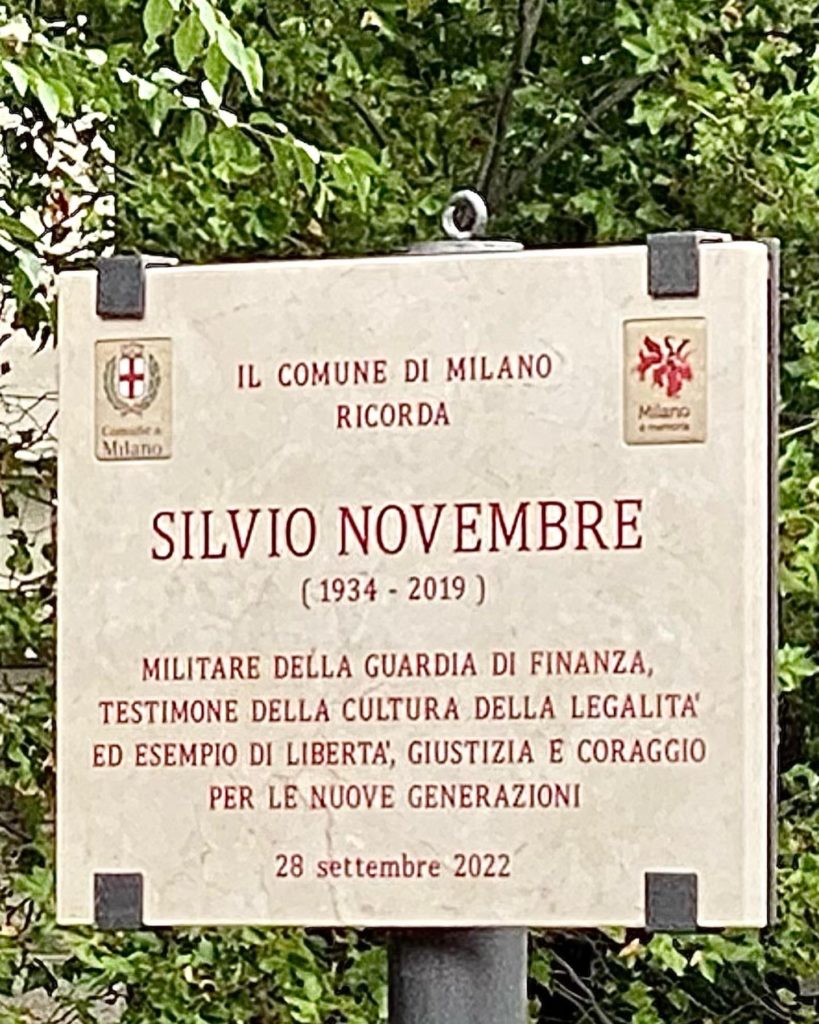 Comune di
Milano
Milano
è memoria
IL COMUNE DI MILANO
RICORDA
SILVIO NOVEMBRE
( 1934 - 2019 )
MILITARE DELLA GUARDIA DI FINANZA,
TESTIMONE DELLA CULTURA DELLA LEGALITA'
ED ESEMPIO DI LIBERTA', GIUSTIZIA E CORAGGIO
PER LE NUOVE GENERAZIONI
28 settembre 2022